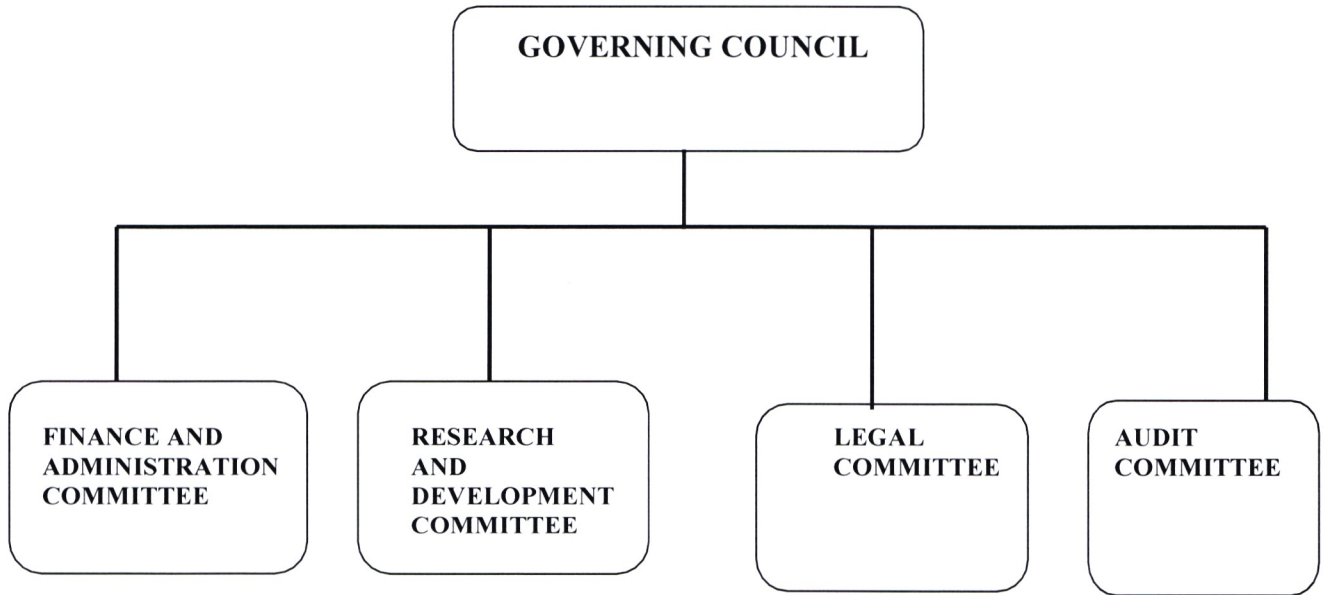 GOVERNING COUNCIL
FINANCE AND
ADMINISTRATION
COMMITTEE
RESEARCH
AND
DEVELOPMENT
COMMITTEE
LEGAL
COMMITTEE
AUDIT
COMMITTEE